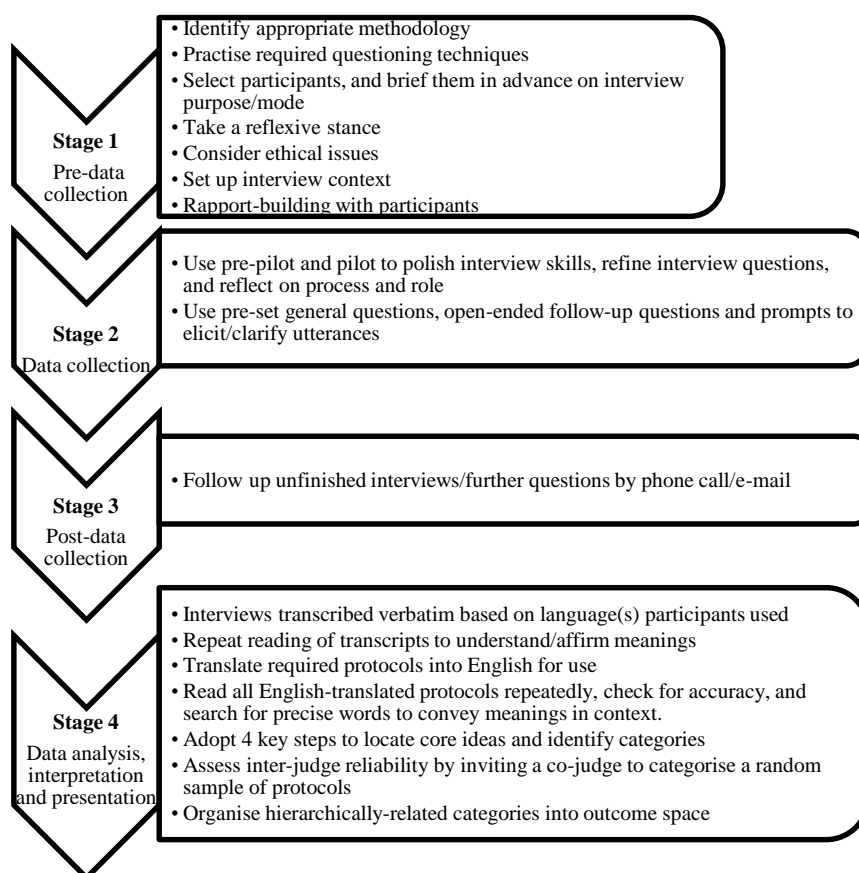 • Identify appropriate methodology
• Practise required questioning techniques
• Select participants, and brief them in advance on interview
purpose/mode
• Take a reflexive stance
• Consider ethical issues
• Set up interview context
• Rapport-building with participants
Stage 1
Pre-data
collection
• Use pre-pilot and pilot to polish interview skills, refine interview questions,
and reflect on process and role
• Use pre-set general questions, open-ended follow-up questions and prompts to
elicit/clarify utterances
Stage 2
Data collection
• Follow up unfinished interviews/further questions by phone call/e-mail
Stage 3
Post-data
collection
• Interviews transcribed verbatim based on language(s) participants used
• Repeat reading of transcripts to understand/affirm meanings
• Translate required protocols into English for use
• Read all English-translated protocols repeatedly, check for accuracy, and
search for precise words to convey meanings in context.
• Adopt 4 key steps to locate core ideas and identify categories
• Assess inter-judge reliability by inviting a co-judge to categorise a random
sample of protocols
• Organise hierarchically-related categories into outcome space
Stage 4
Data analysis,
interpretation
and presentation